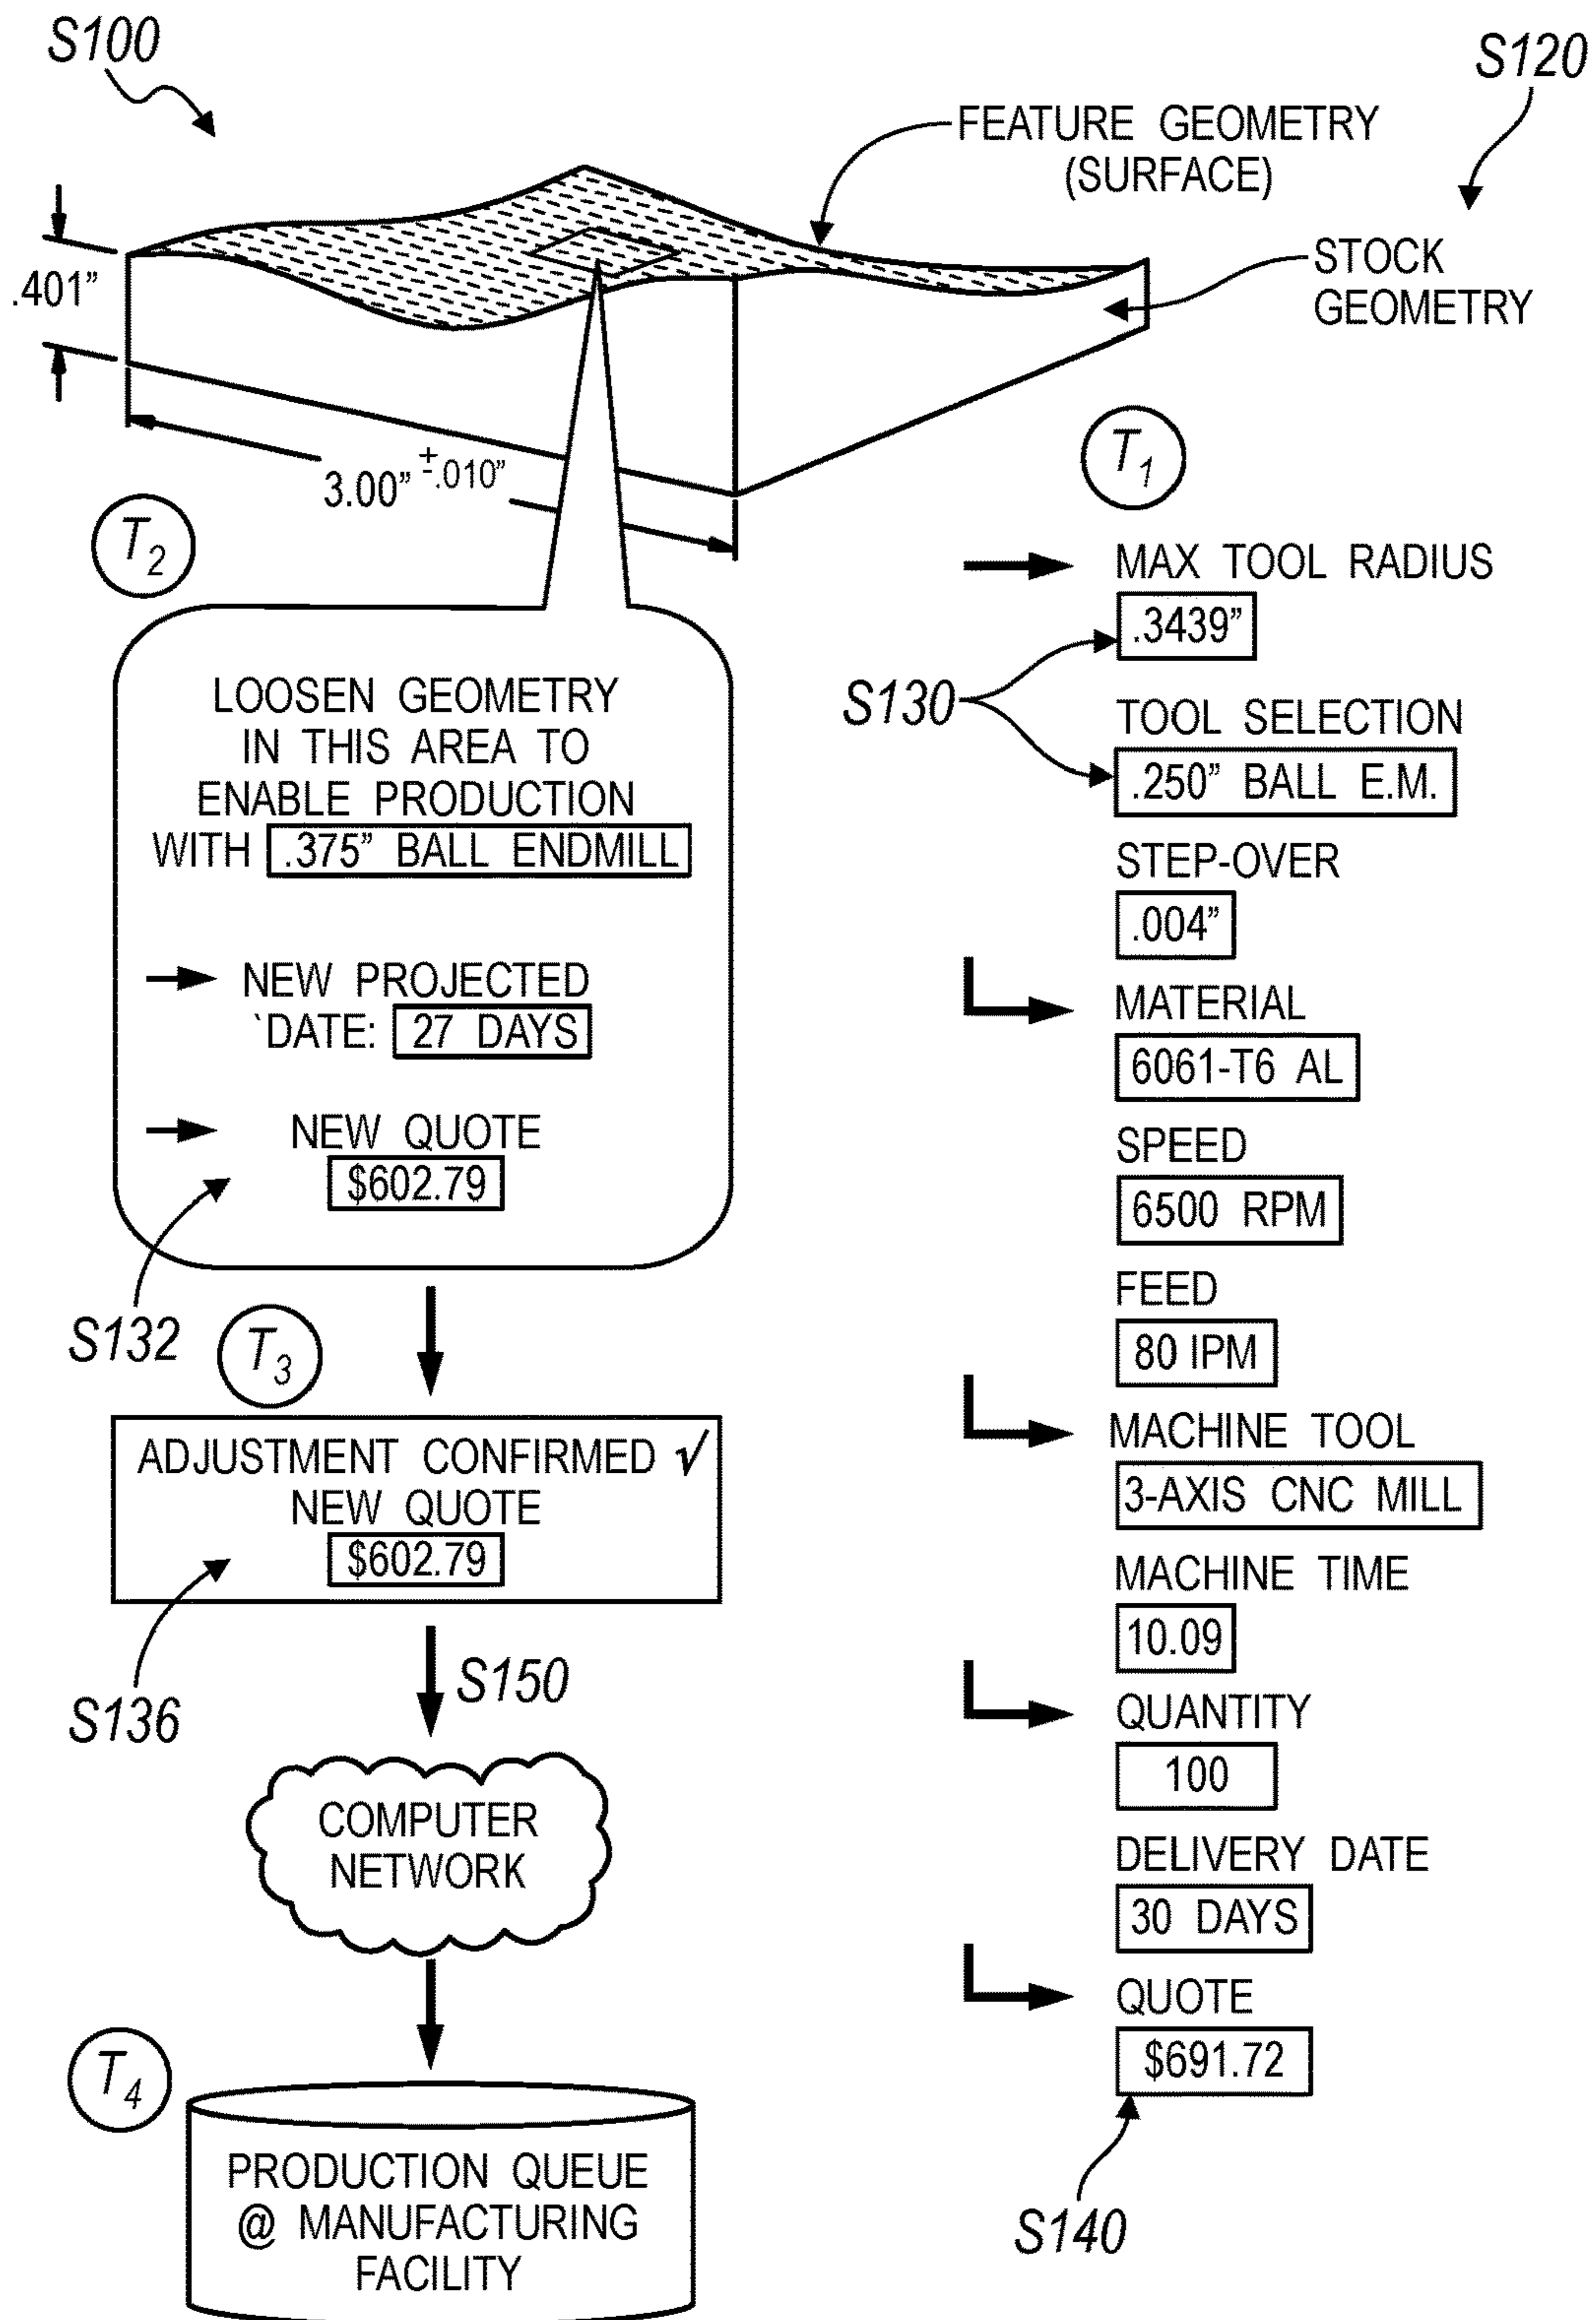 S100
S120
FEATURE GEOMETRY
(SURFACE)
STOCK
GEOMETRY
.401"
3.00" ±.010"
T1
T2
MAX TOOL RADIUS
.3439"
S130
TOOL SELECTION
.250" BALL E.M.
STEP-OVER
.004"
MATERIAL
6061-T6 AL
SPEED
6500 RPM
FEED
80 IPM
MACHINE TOOL
3-AXIS CNC MILL
MACHINE TIME
10.09
QUANTITY
100
DELIVERY DATE
30 DAYS
QUOTE
$691.72
S140
LOOSEN GEOMETRY
IN THIS AREA TO
ENABLE PRODUCTION
WITH .375" BALL ENDMILL
NEW PROJECTED
`DATE: 27 DAYS
NEW QUOTE
$602.79
S132
T3
ADJUSTMENT CONFIRMED √
NEW QUOTE
$602.79
S136
S150
COMPUTER
NETWORK
T4
PRODUCTION QUEUE
@ MANUFACTURING
FACILITY